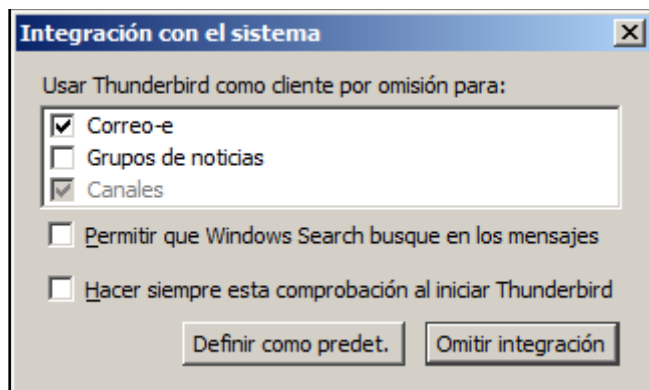 Integración con el sistema
Usar Thunderbird como cliente por omisión para:
Correo-e
Grupos de noticias
Canales
Permitir que Windows Search busque en los mensajes
Hacer siempre esta comprobación al iniciar Thunderbird
Definir como predet. Omitir integración